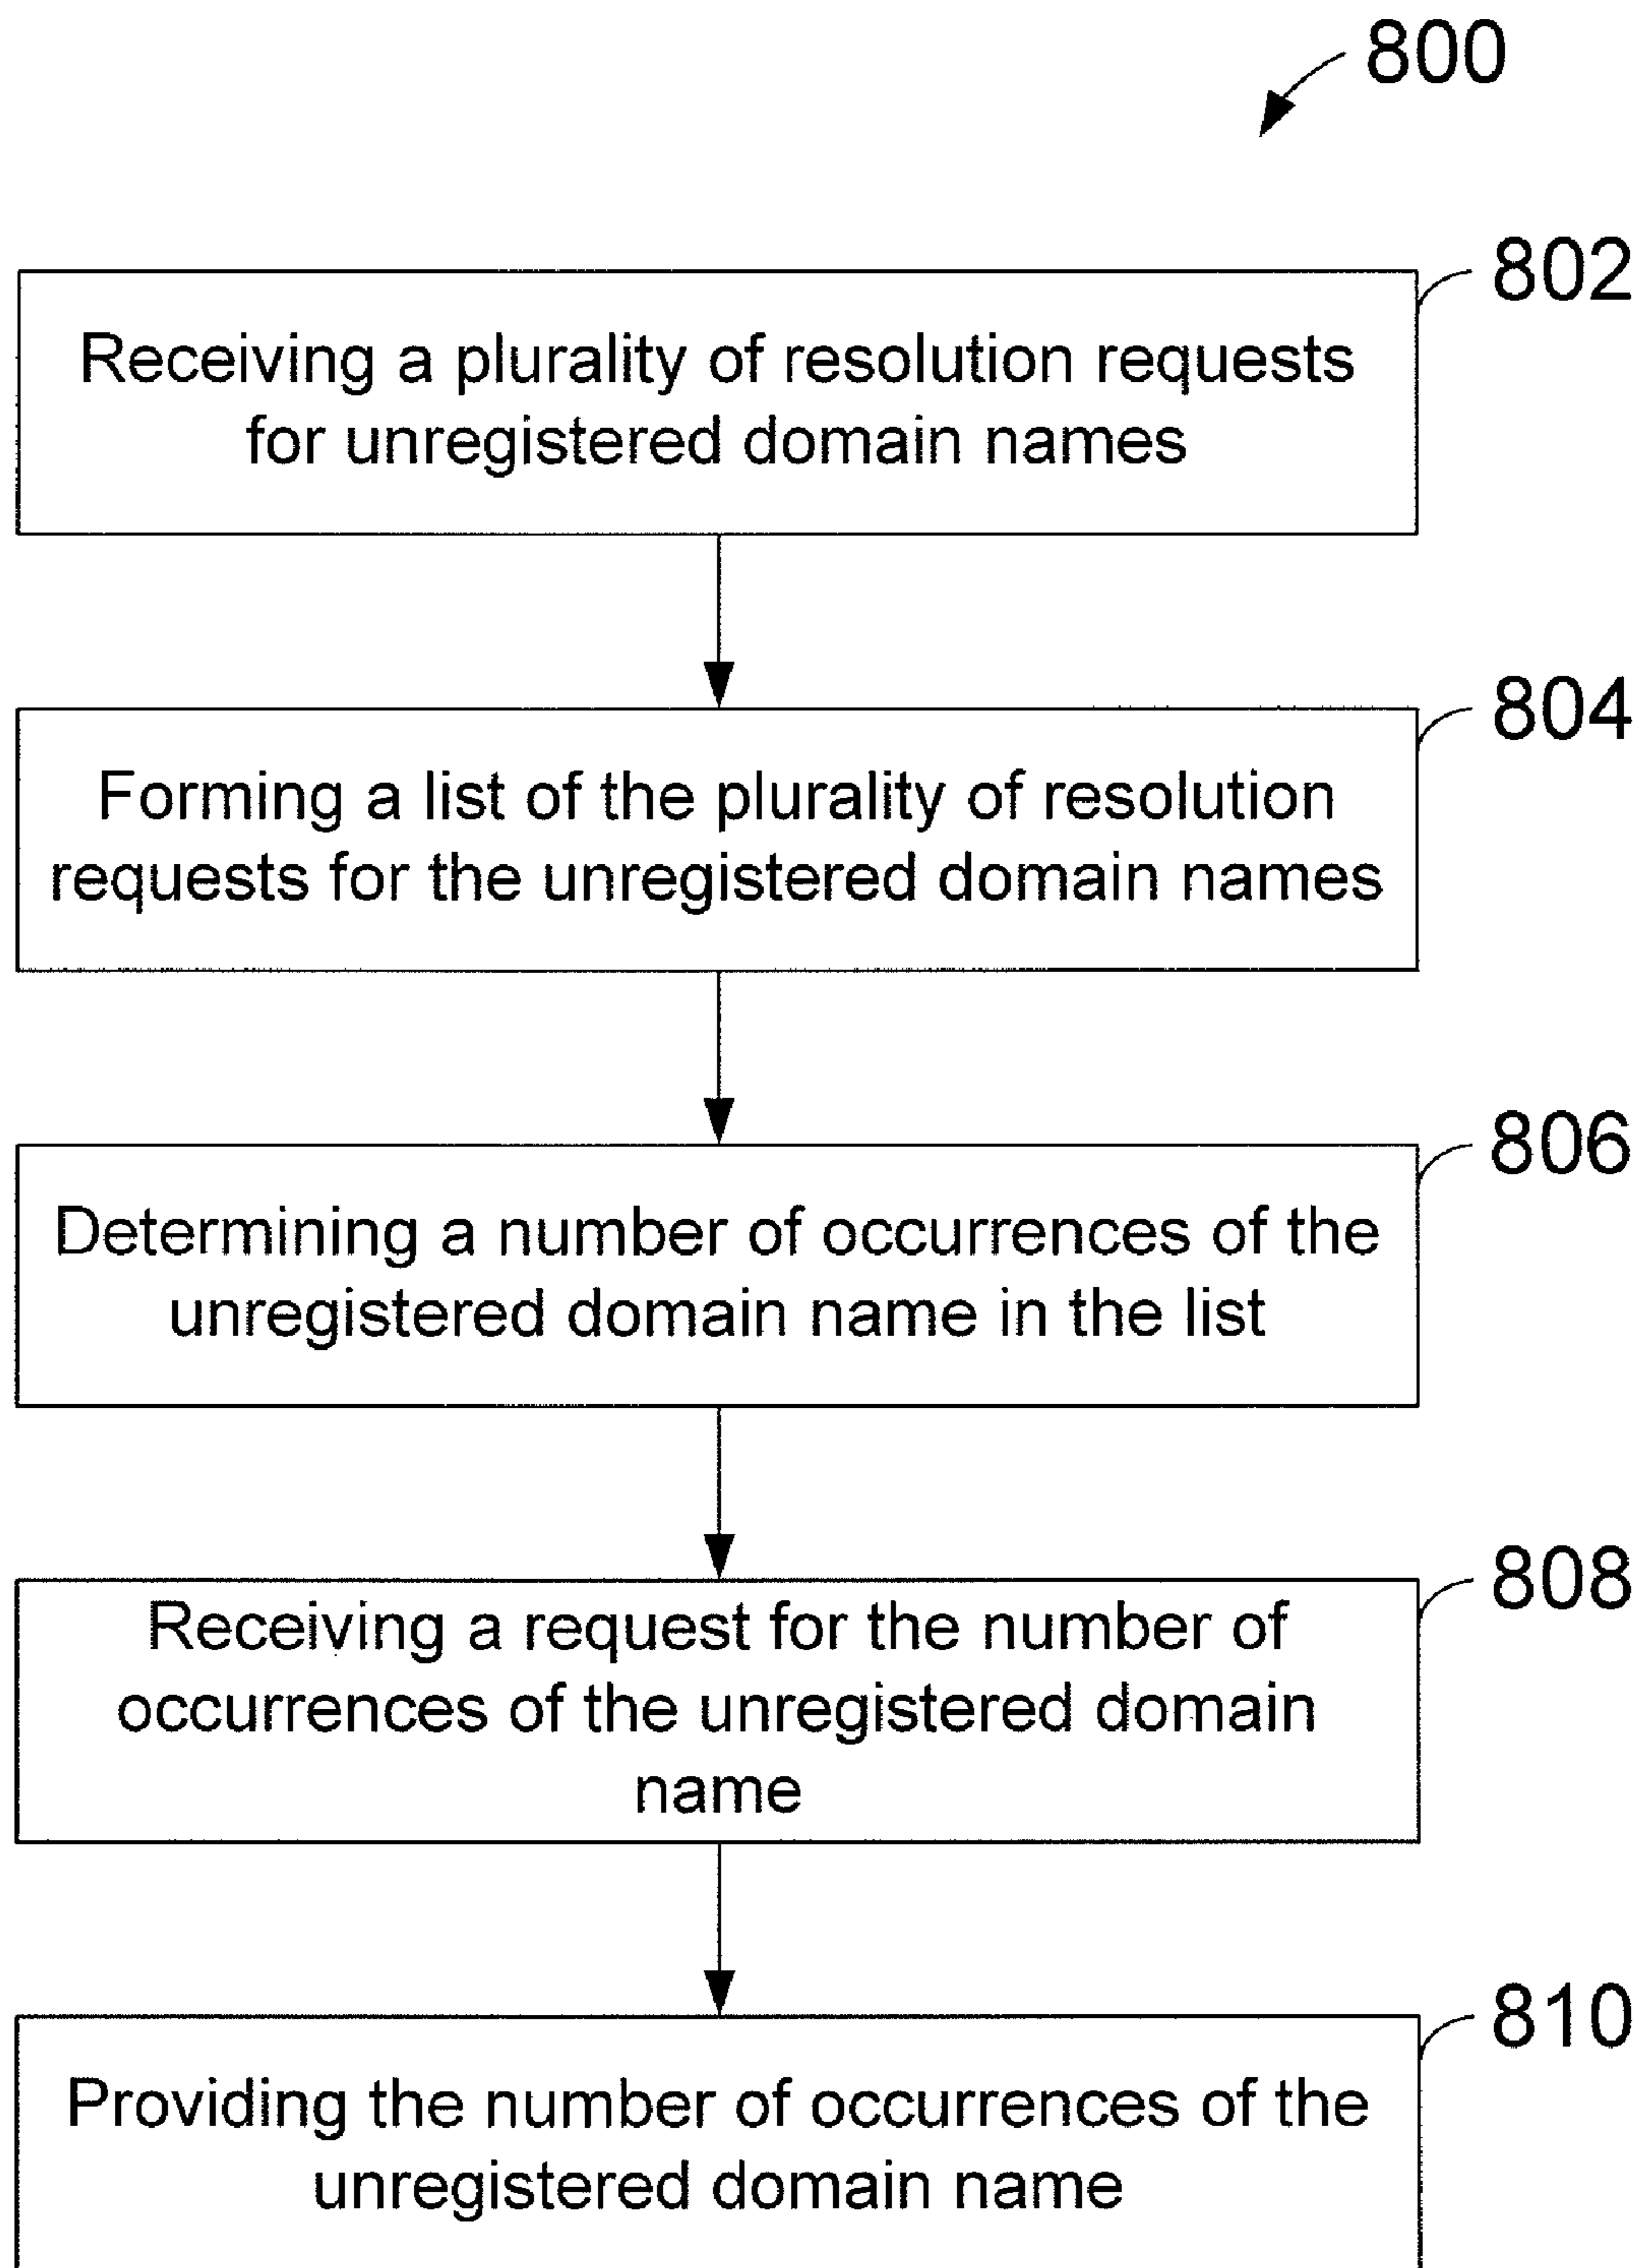 800
802
Receiving a plurality of resolution requests
for unregistered domain names
804
Forming a list of the plurality of resolution
requests for the unregistered domain names
806
Determining a number of occurrences of the
unregistered domain name in the list
808
Receiving a request for the number of
occurrences of the unregistered domain
name
810
Providing the number of occurrences of the
unregistered domain name